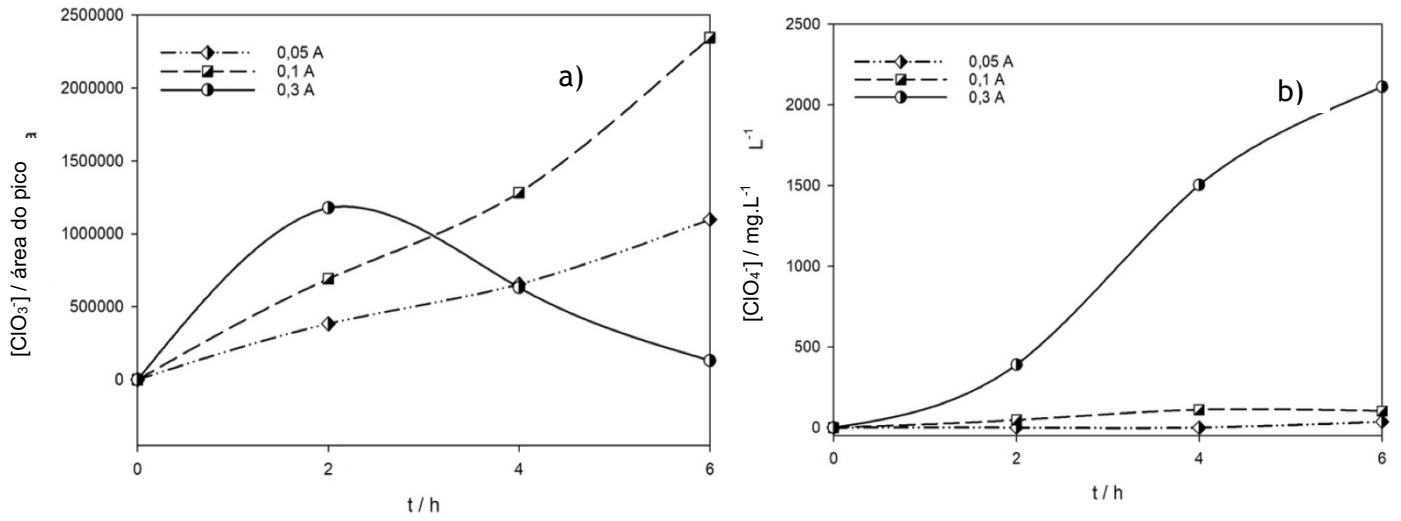 2500000
2000000
1500000
1000000
500000
0
[ClO₃⁻] / área do pico
a
0,05 A
0,1 A
0,3 A
a)
0 2 4 6
t / h
2500
2000
1500
1000
500
0
[ClO₄⁻] / mg.L⁻¹
L⁻¹
0,05 A
0,1 A
0,3 A
b)
0 2 4 6
t / h